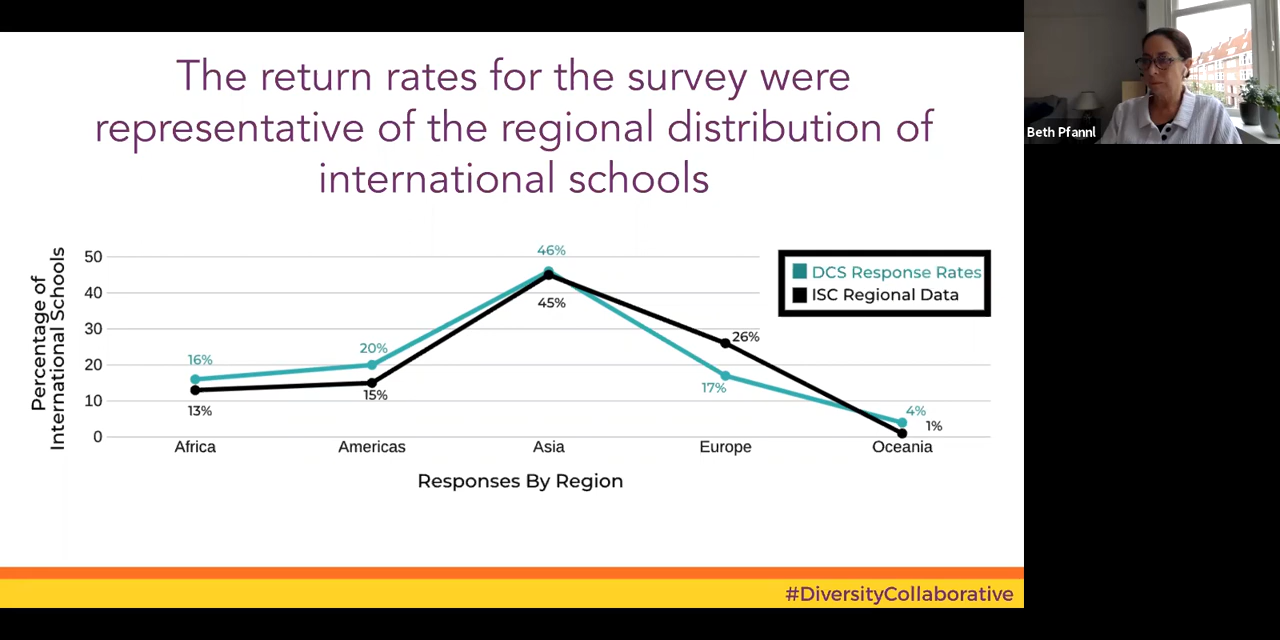 The return rates for the survey were
representative of the regional distribution of
international schools
Beth Pfannl
Percentage of
International Schools
50
40
30
20
10
0
16%
20%
46%
17%
4%
13%
15%
45%
26%
1%
Africa
Americas
Asia
Europe
Oceania
Responses By Region
DCS Response Rates
ISC Regional Data
#DiversityCollaborative